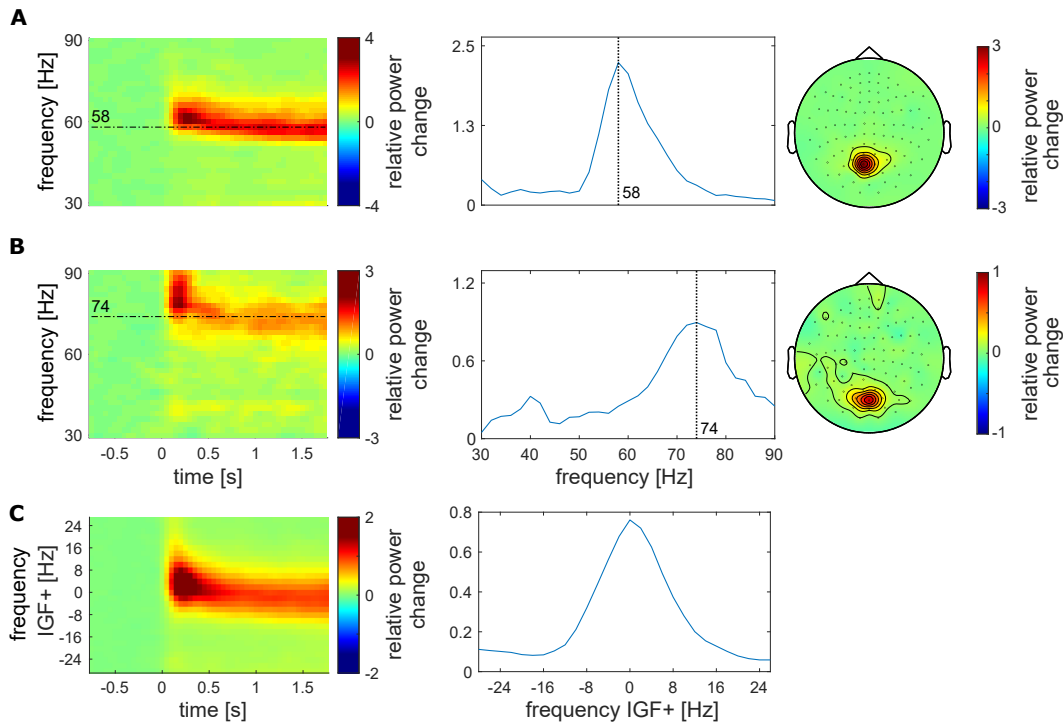 A
90
60
30
frequency [Hz]
58
4
2
0
-2
-4
relative power
change
2.5
1.3
0
58
3
0
-3
relative power
change
B
90
60
30
frequency [Hz]
74
-0.5 0 0.5 1 1.5
time [s]
3
0
-3
relative power
change
1.2
0.6
0
74
30 40 50 60 70 80 90
frequency [Hz]
1
0
-1
relative power
change
C
24
16
8
0
-8
-16
-24
frequency
IGF+ [Hz]
-0.5 0 0.5 1 1.5
time [s]
2
0
-2
relative power
change
0.8
0.6
0.4
0.2
0
-24 -16 -8 0 8 16 24
frequency IGF+ [Hz]